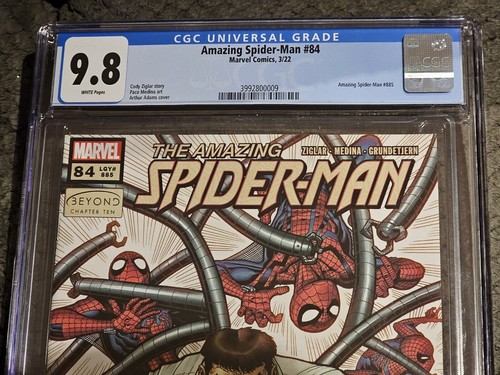 CGC UNIVERSAL GRADE
9.8
WHITE Pages
Amazing Spider-Man #84
Marvel Comics, 3/22
Cody Ziglar story
Paco Medina art
Arthur Adams cover
3992800009
Amazing Spider-Man #885
CGC
MARVEL
84 LGY# 885
BEYOND
CHAPTER TEN
THE AMAZING
SPIDER-MAN
ZIGLAR · MEDINA · GRUNDETJERN